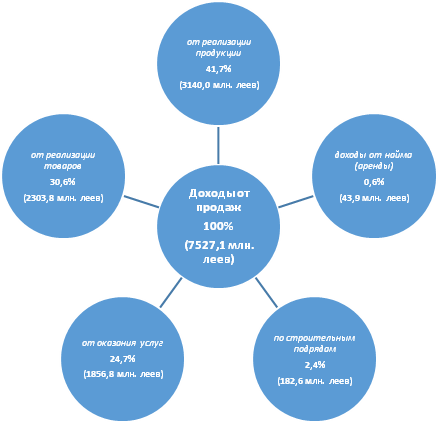 от реализации
продукции
41,7%
(3140,0 млн. леев)
от реализации
товаров
30,6%
(2303,8 млн. леев)
доходы от найма
(аренды)
0,6%
(43,9 млн. леев)
Доходы от
продаж
100%
(7527,1 млн.
леев)
от оказания услуг
24,7%
(1856,8 млн. леев)
по строительным
подрядам
2,4%
(182,6 млн. леев)